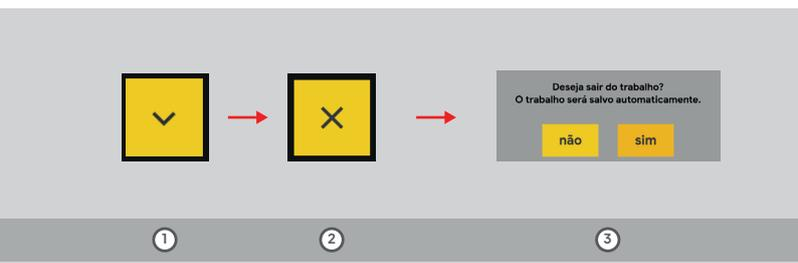 Deseja sair do trabalho?
O trabalho será salvo automaticamente.
não sim
1 2 3